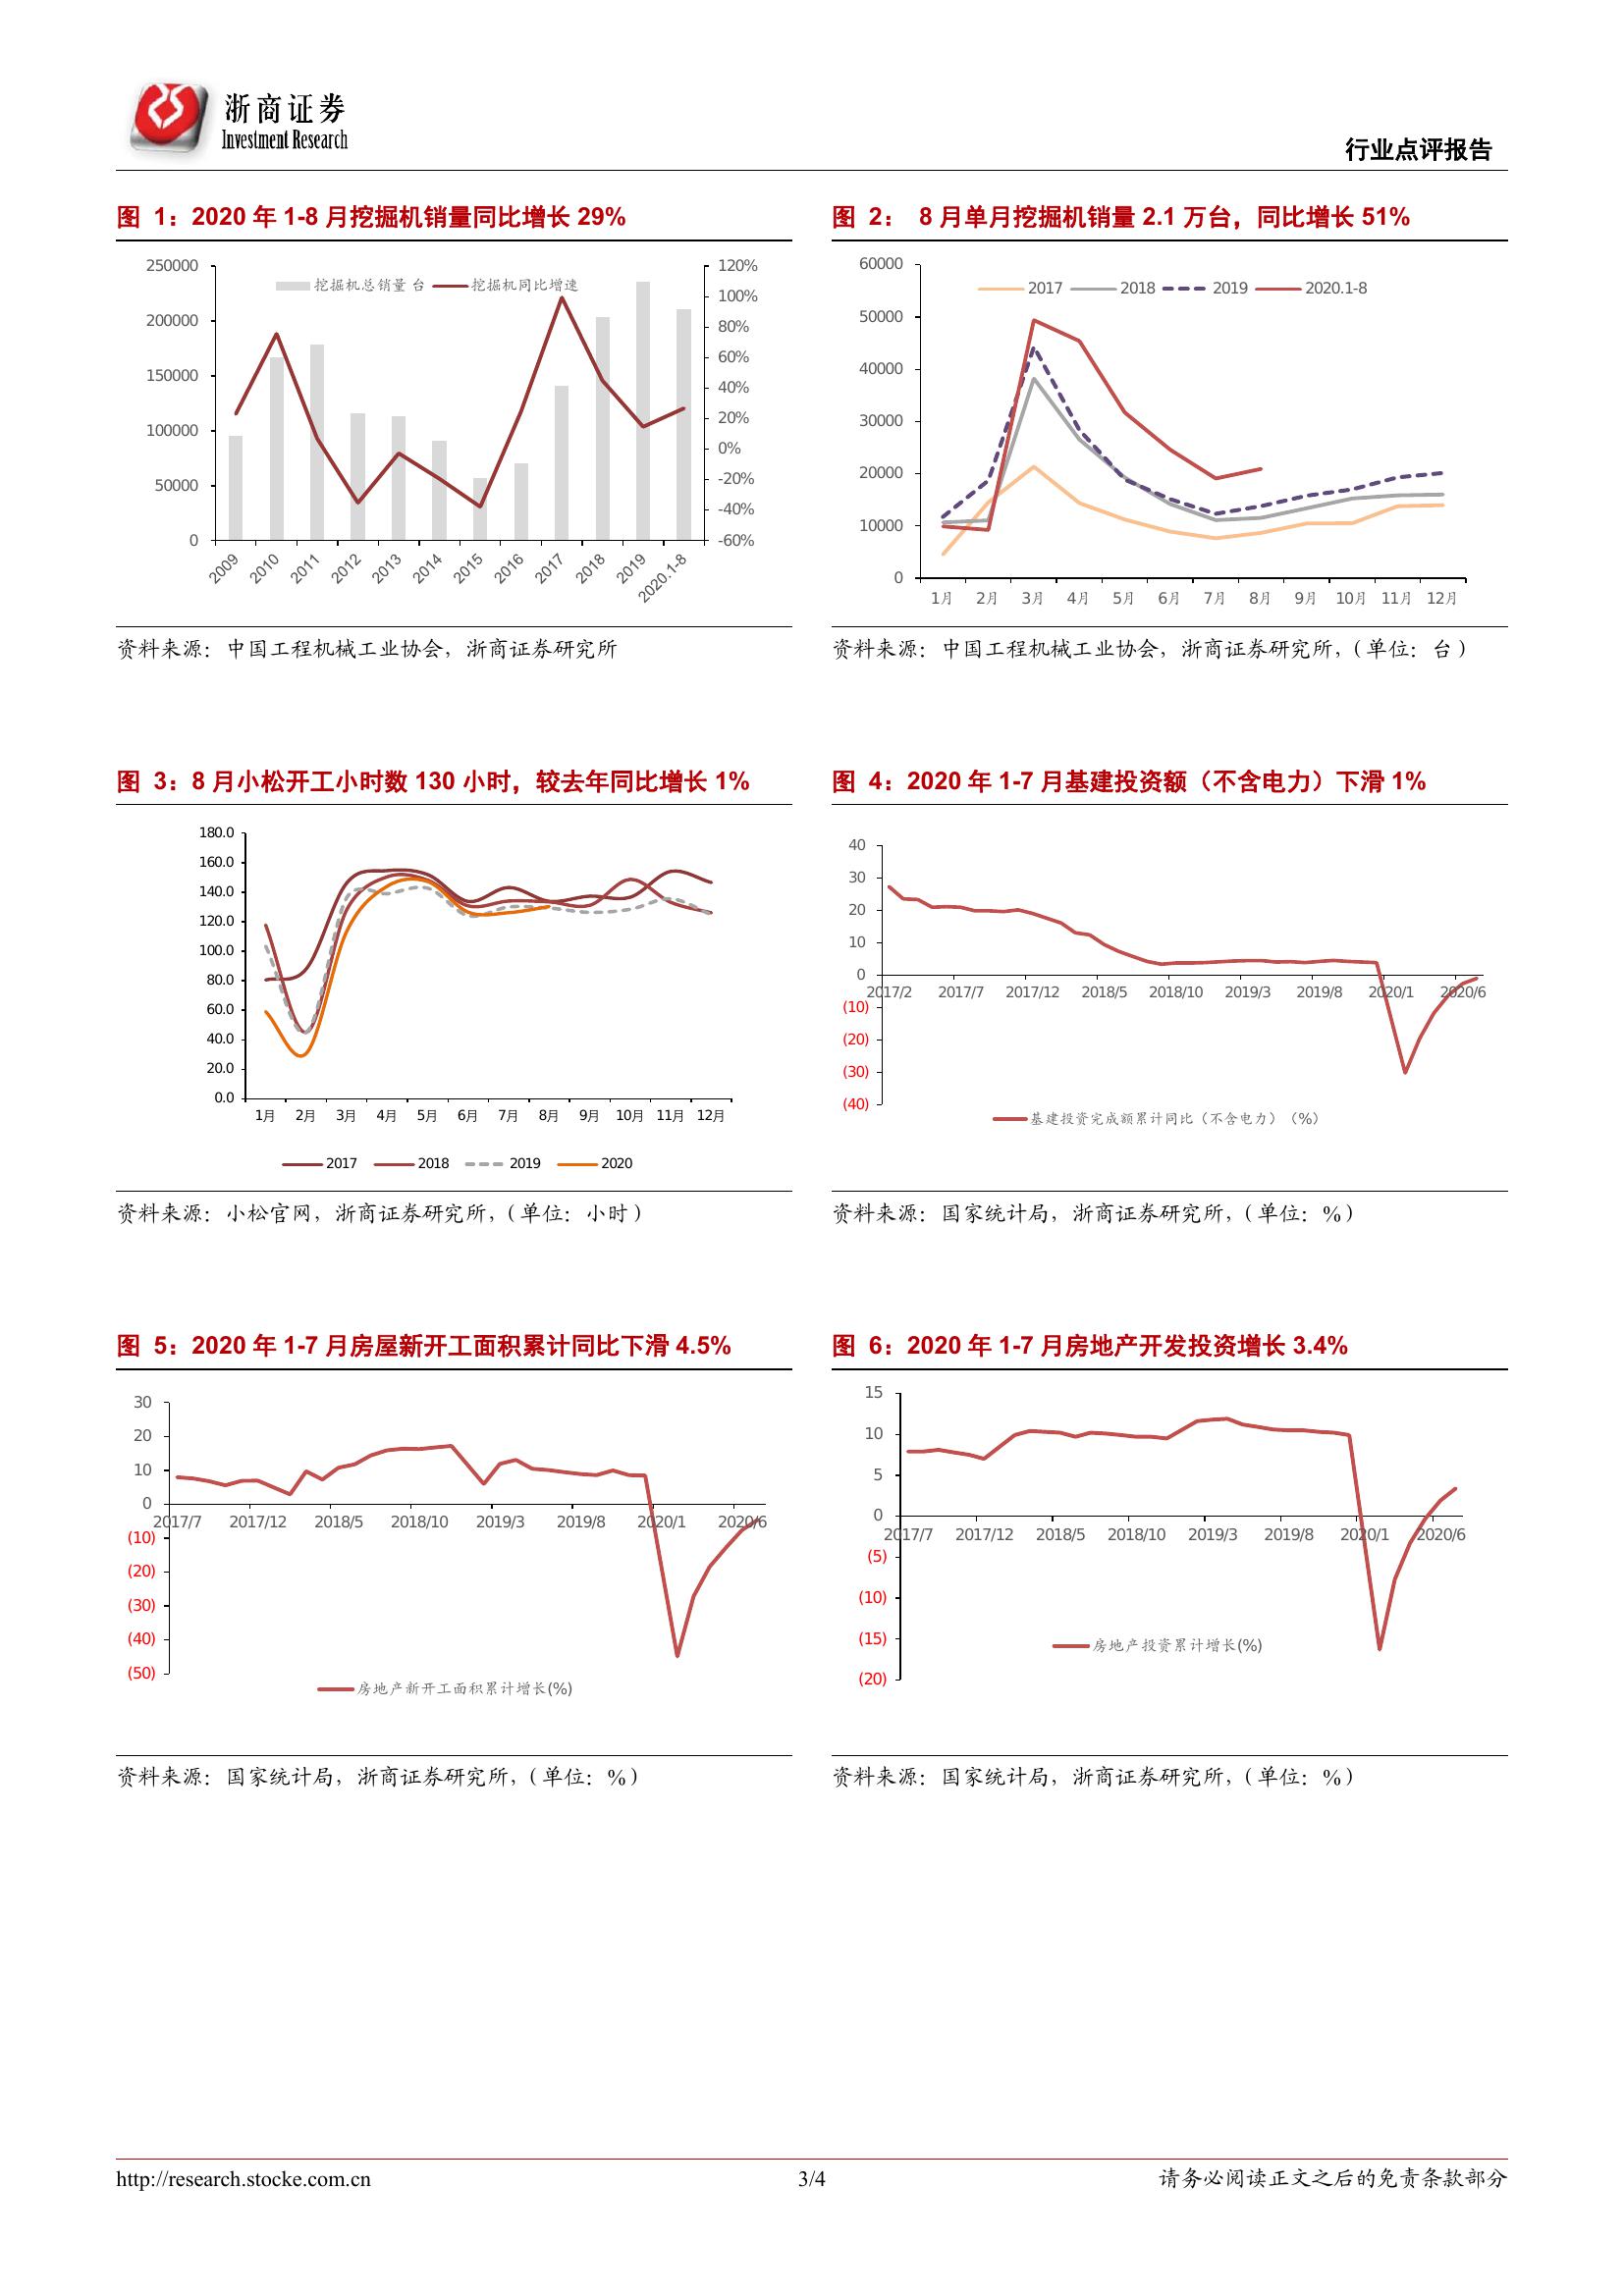 浙商证券
Investment Research
行业点评报告
图 1：2020 年 1-8 月挖掘机销量同比增长 29%
250000
200000
150000
100000
50000
0
挖掘机总销量 台 挖掘机同比增速
120%
100%
80%
60%
40%
20%
0%
-20%
-40%
-60%
2009 2010 2011 2012 2013 2014 2015 2016 2017 2018 2019 2020.1-8
资料来源：中国工程机械工业协会，浙商证券研究所
图 2： 8 月单月挖掘机销量 2.1 万台，同比增长 51%
60000
50000
40000
30000
20000
10000
0
2017 2018 2019 2020.1-8
1月 2月 3月 4月 5月 6月 7月 8月 9月 10月 11月 12月
资料来源：中国工程机械工业协会，浙商证券研究所，（单位：台）
图 3：8 月小松开工小时数 130 小时，较去年同比增长 1%
180.0
160.0
140.0
120.0
100.0
80.0
60.0
40.0
20.0
0.0
1月 2月 3月 4月 5月 6月 7月 8月 9月 10月 11月 12月
2017 2018 2019 2020
资料来源：小松官网，浙商证券研究所，（单位：小时）
图 4：2020 年 1-7 月基建投资额（不含电力）下滑 1%
40
30
20
10
0
(10)
(20)
(30)
(40)
2017/2 2017/7 2017/12 2018/5 2018/10 2019/3 2019/8 2020/1 2020/6
基建投资完成额累计同比（不含电力）（%）
资料来源：国家统计局，浙商证券研究所，（单位：%）
图 5：2020 年 1-7 月房屋新开工面积累计同比下滑 4.5%
30
20
10
0
(10)
(20)
(30)
(40)
(50)
2017/7 2017/12 2018/5 2018/10 2019/3 2019/8 2020/1 2020/6
房地产新开工面积累计增长(%)
资料来源：国家统计局，浙商证券研究所，（单位：%）
图 6：2020 年 1-7 月房地产开发投资增长 3.4%
15
10
5
0
(5)
(10)
(15)
(20)
2017/7 2017/12 2018/5 2018/10 2019/3 2019/8 2020/1 2020/6
房地产投资累计增长(%)
资料来源：国家统计局，浙商证券研究所，（单位：%）
http://research.stocke.com.cn 3/4 请务必阅读正文之后的免责条款部分